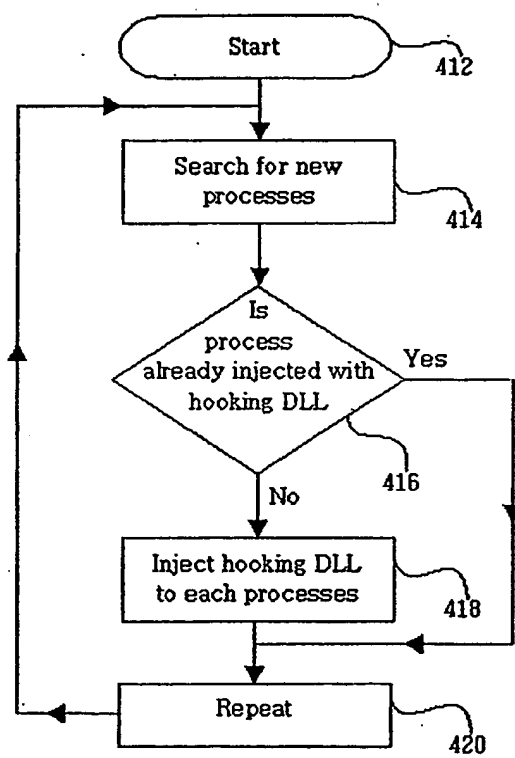 Start
412
Search for new
processes
414
Is
process
already injected with
hooking DLL
Yes
416
No
Inject hooking DLL
to each processes
418
Repeat
420